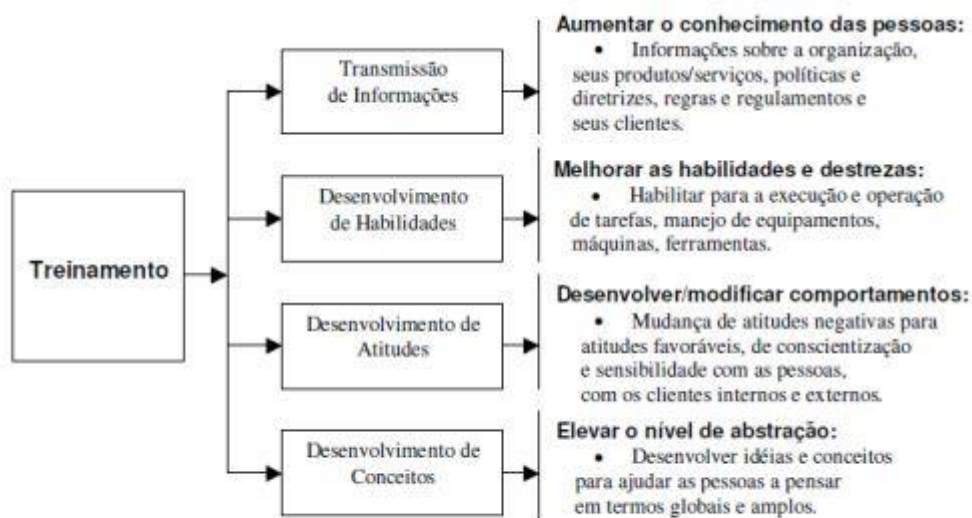 Treinamento
Transmissão
de Informações
Aumentar o conhecimento das pessoas:
• Informações sobre a organização,
seus produtos/serviços, políticas e
diretrizes, regras e regulamentos e
seus clientes.
Desenvolvimento
de Habilidades
Melhorar as habilidades e destrezas:
• Habilitar para a execução e operação
de tarefas, manejo de equipamentos,
máquinas, ferramentas.
Desenvolvimento de
Atitudes
Desenvolver/modificar comportamentos:
• Mudança de atitudes negativas para
atitudes favoráveis, de conscientização
e sensibilidade com as pessoas,
com os clientes internos e externos.
Desenvolvimento de
Conceitos
Elevar o nível de abstração:
• Desenvolver idéias e conceitos
para ajudar as pessoas a pensar
em termos globais e amplos.